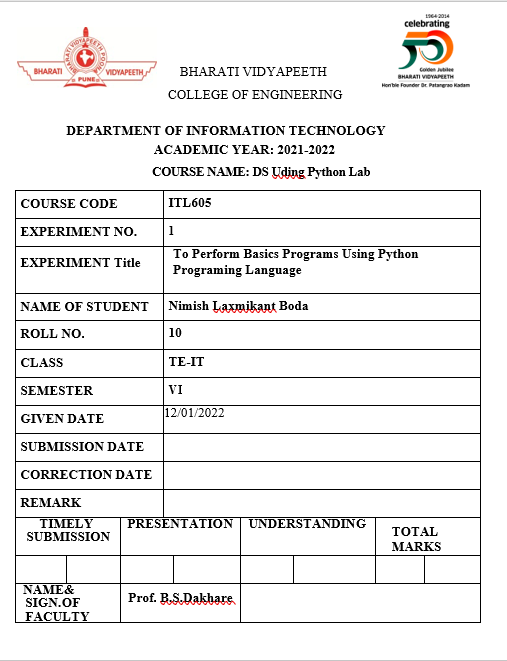 BHARATI VIDYAPEETH
PUNE
1964-2014
celebrating
50
Golden Jubilee
BHARATI VIDYAPEETH
Hon'ble Founder Dr. Patangrao Kadam
BHARATI VIDYAPEETH
COLLEGE OF ENGINEERING
DEPARTMENT OF INFORMATION TECHNOLOGY
ACADEMIC YEAR: 2021-2022
COURSE NAME: DS Uding Python Lab
COURSE CODE ITL605
EXPERIMENT NO. 1
EXPERIMENT Title To Perform Basics Programs Using Python
Programing Language
NAME OF STUDENT Nimish Laxmikant Boda
ROLL NO. 10
CLASS TE-IT
SEMESTER VI
GIVEN DATE 12/01/2022
SUBMISSION DATE
CORRECTION DATE
REMARK
TIMELY SUBMISSION PRESENTATION UNDERSTANDING TOTAL MARKS
NAME&
SIGN.OF
FACULTY
Prof. B.S.Dakhare